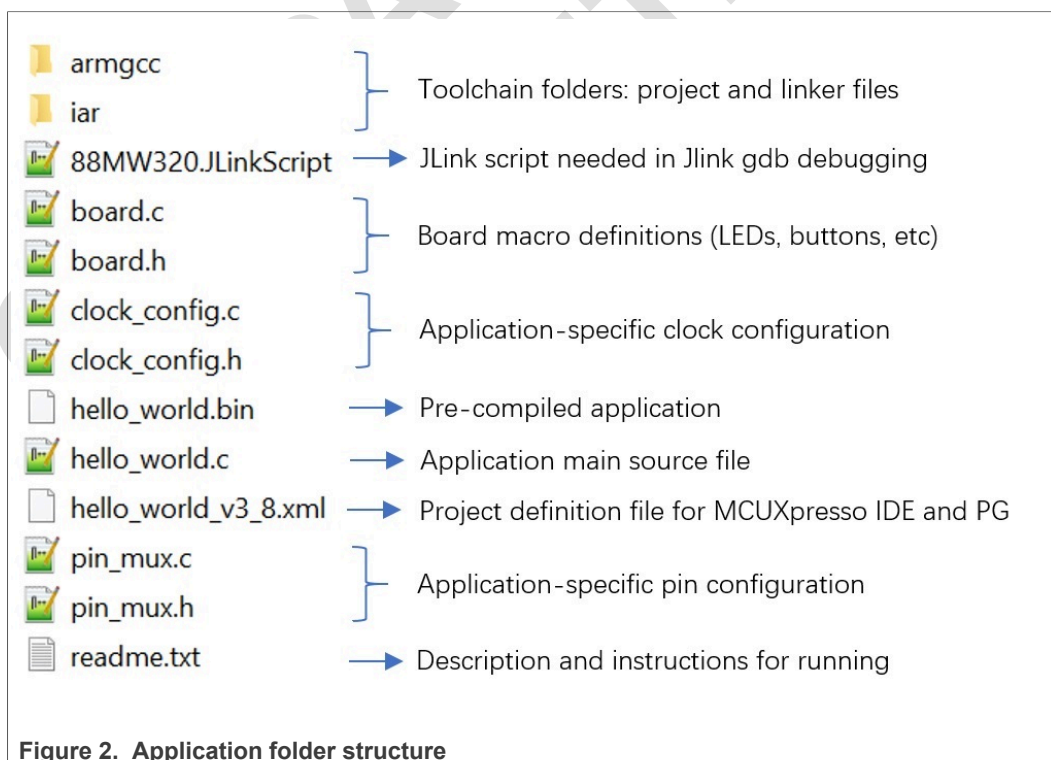 armgcc
iar
Toolchain folders: project and linker files
88MW320.JLinkScript JLink script needed in Jlink gdb debugging
board.c
board.h
Board macro definitions (LEDs, buttons, etc)
clock_config.c
clock_config.h
Application-specific clock configuration
hello_world.bin Pre-compiled application
hello_world.c Application main source file
hello_world_v3_8.xml Project definition file for MCUXpresso IDE and PG
pin_mux.c
pin_mux.h
Application-specific pin configuration
readme.txt Description and instructions for running
Figure 2. Application folder structure